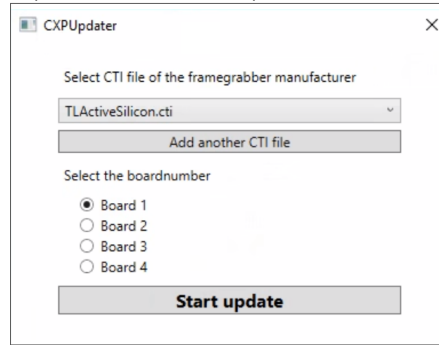 CXPUpdater
Select CTI file of the framegrabber manufacturer
TLActiveSilicon.cti
Add another CTI file
Select the boardnumber
Board 1
Board 2
Board 3
Board 4
Start update